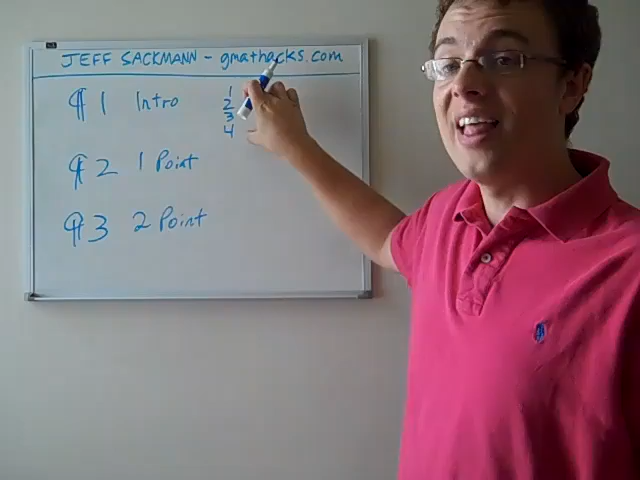 JEFF SACKMANN - gmathacks.com
¶ 1 Intro
1
2
3
4
¶ 2 1 Point
¶ 3 2 Point